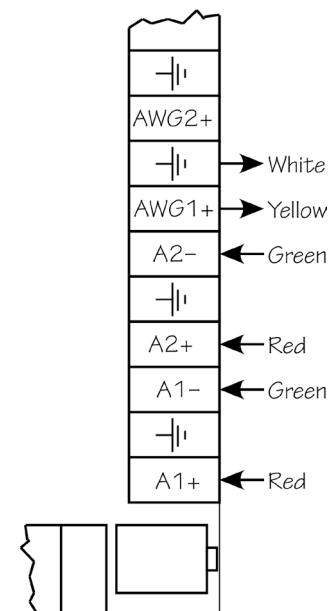 AWG2+
White
AWG1+ Yellow
A2− Green
A2+ Red
A1− Green
A1+ Red